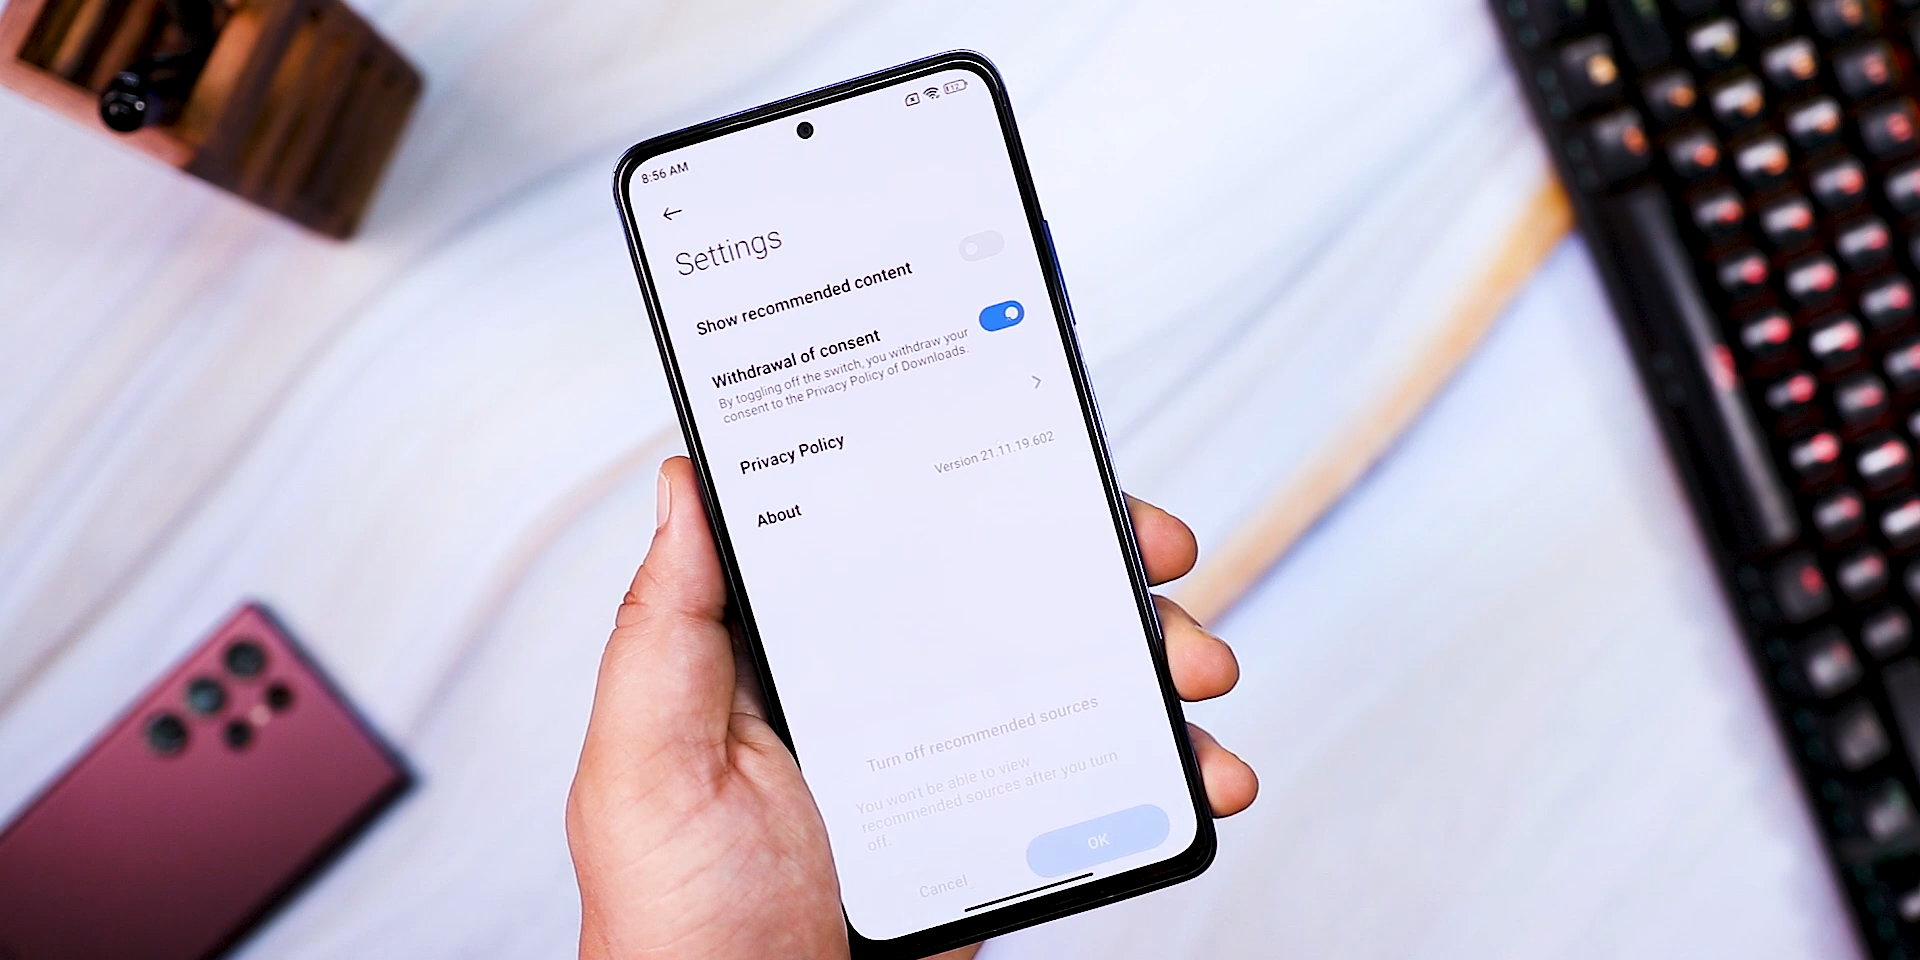 8:56 AM
12
Settings
Show recommended content
Withdrawal of consent
By toggling off the switch, you withdraw your
consent to the Privacy Policy of Downloads.
Privacy Policy
About
Version 21.11.19.602
Turn off recommended sources
You won't be able to view
recommended sources after you turn
off.
Cancel
OK